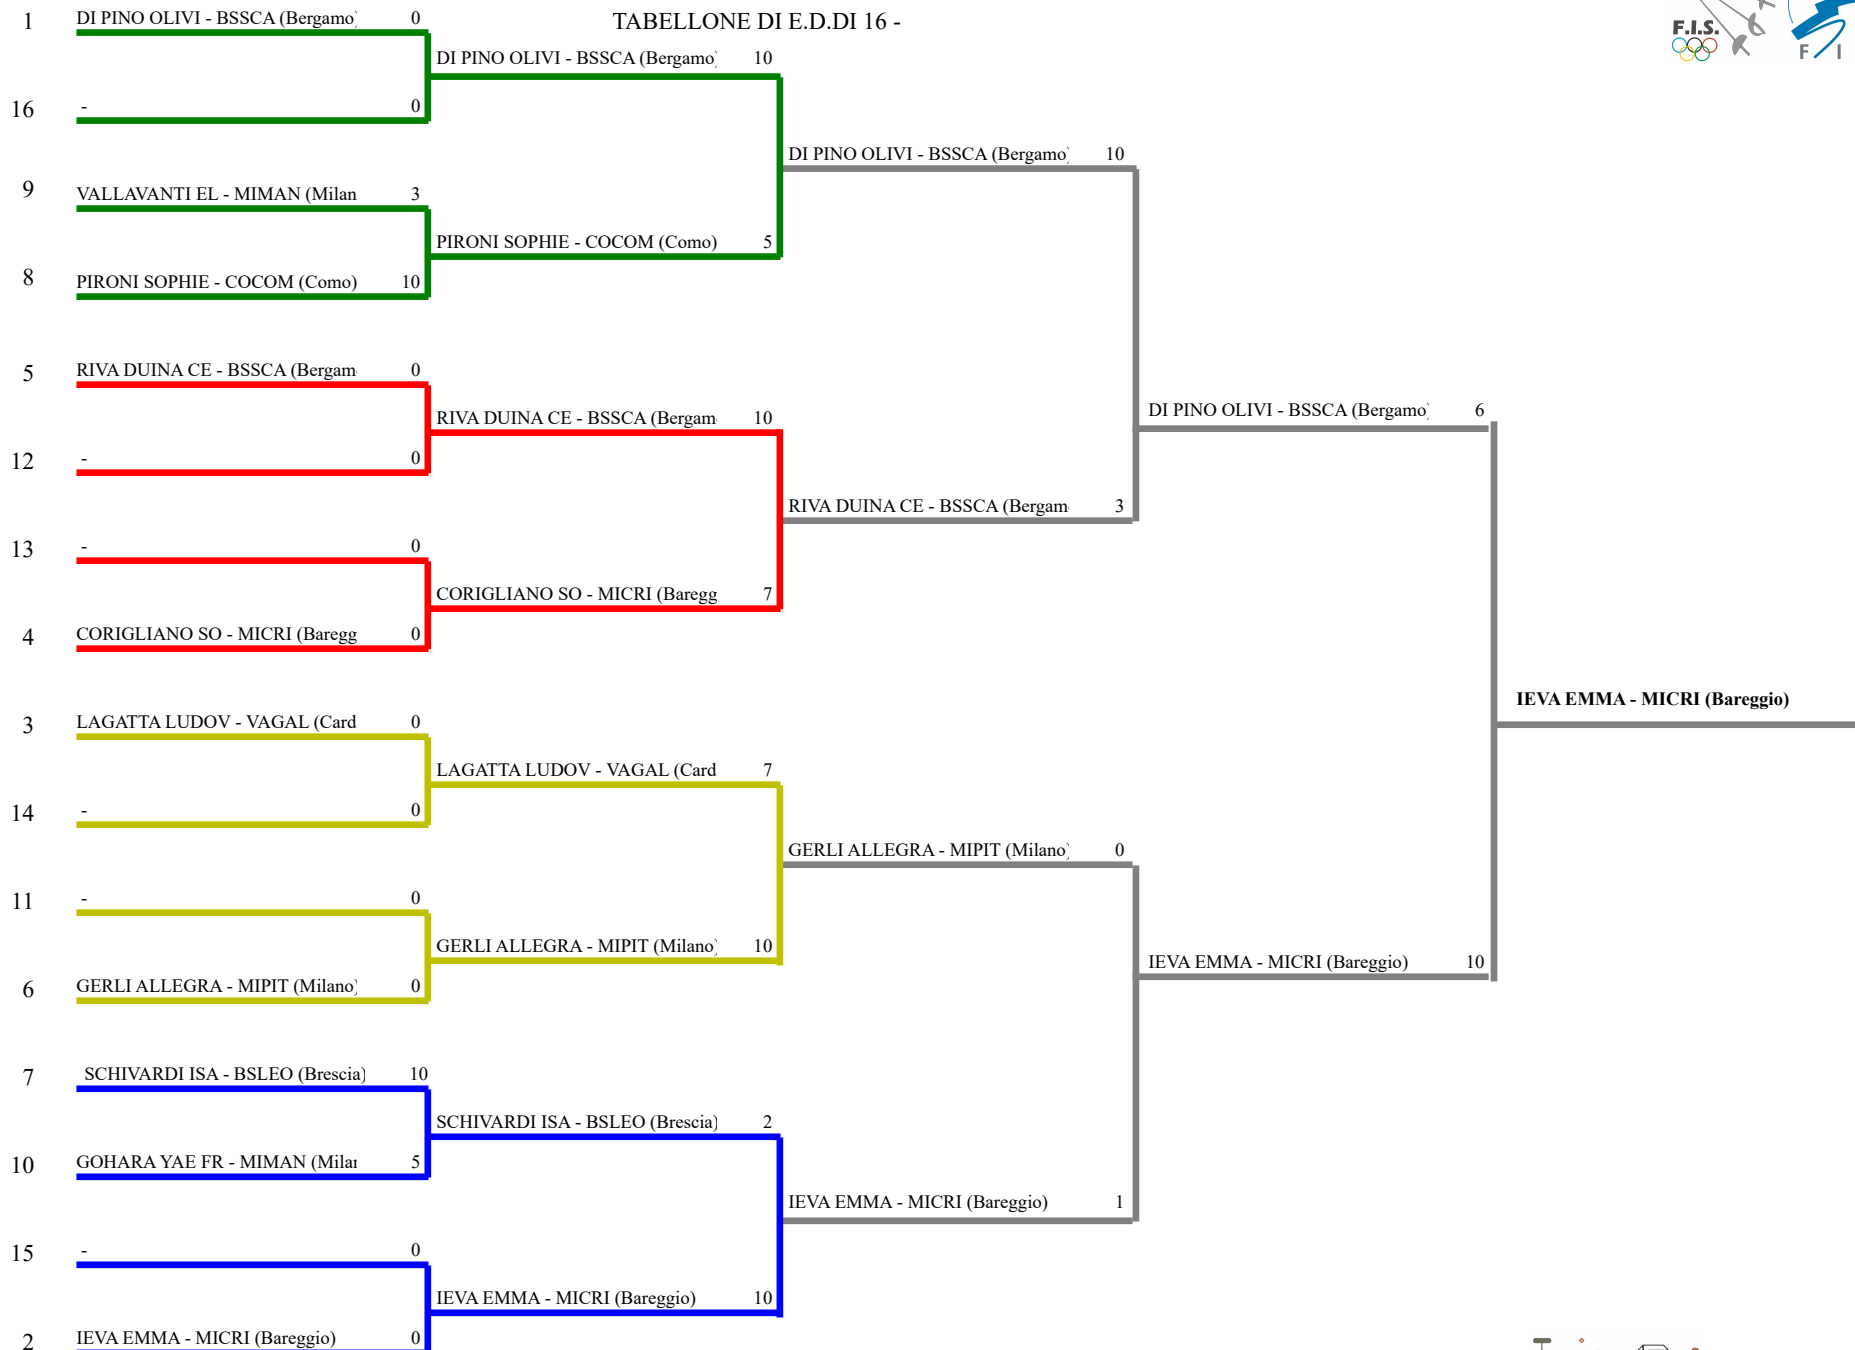 TABELLONE DI E.D.DI 16 -
F.I.S.
F I
1 DI PINO OLIVI - BSSCA (Bergamo) 0
DI PINO OLIVI - BSSCA (Bergamo) 10
16 - 0
DI PINO OLIVI - BSSCA (Bergamo) 10
9 VALLAVANTI EL - MIMAN (Milan 3
PIRONI SOPHIE - COCOM (Como) 5
8 PIRONI SOPHIE - COCOM (Como) 10
5 RIVA DUINA CE - BSSCA (Bergam 0
DI PINO OLIVI - BSSCA (Bergamo) 6
RIVA DUINA CE - BSSCA (Bergam 10
12 - 0
RIVA DUINA CE - BSSCA (Bergam 3
13 - 0
CORIGLIANO SO - MICRI (Baregg 7
4 CORIGLIANO SO - MICRI (Baregg 0
IEVA EMMA - MICRI (Bareggio)
3 LAGATTA LUDOV - VAGAL (Card 0
LAGATTA LUDOV - VAGAL (Card 7
14 - 0
GERLI ALLEGRA - MIPIT (Milano) 0
11 - 0
GERLI ALLEGRA - MIPIT (Milano) 10
IEVA EMMA - MICRI (Bareggio) 10
6 GERLI ALLEGRA - MIPIT (Milano) 0
7 SCHIVARDI ISA - BSLEO (Brescia) 10
SCHIVARDI ISA - BSLEO (Brescia) 2
10 GOHARA YAE FR - MIMAN (Milar 5
IEVA EMMA - MICRI (Bareggio) 1
15 - 0
IEVA EMMA - MICRI (Bareggio) 10
2 IEVA EMMA - MICRI (Bareggio) 0